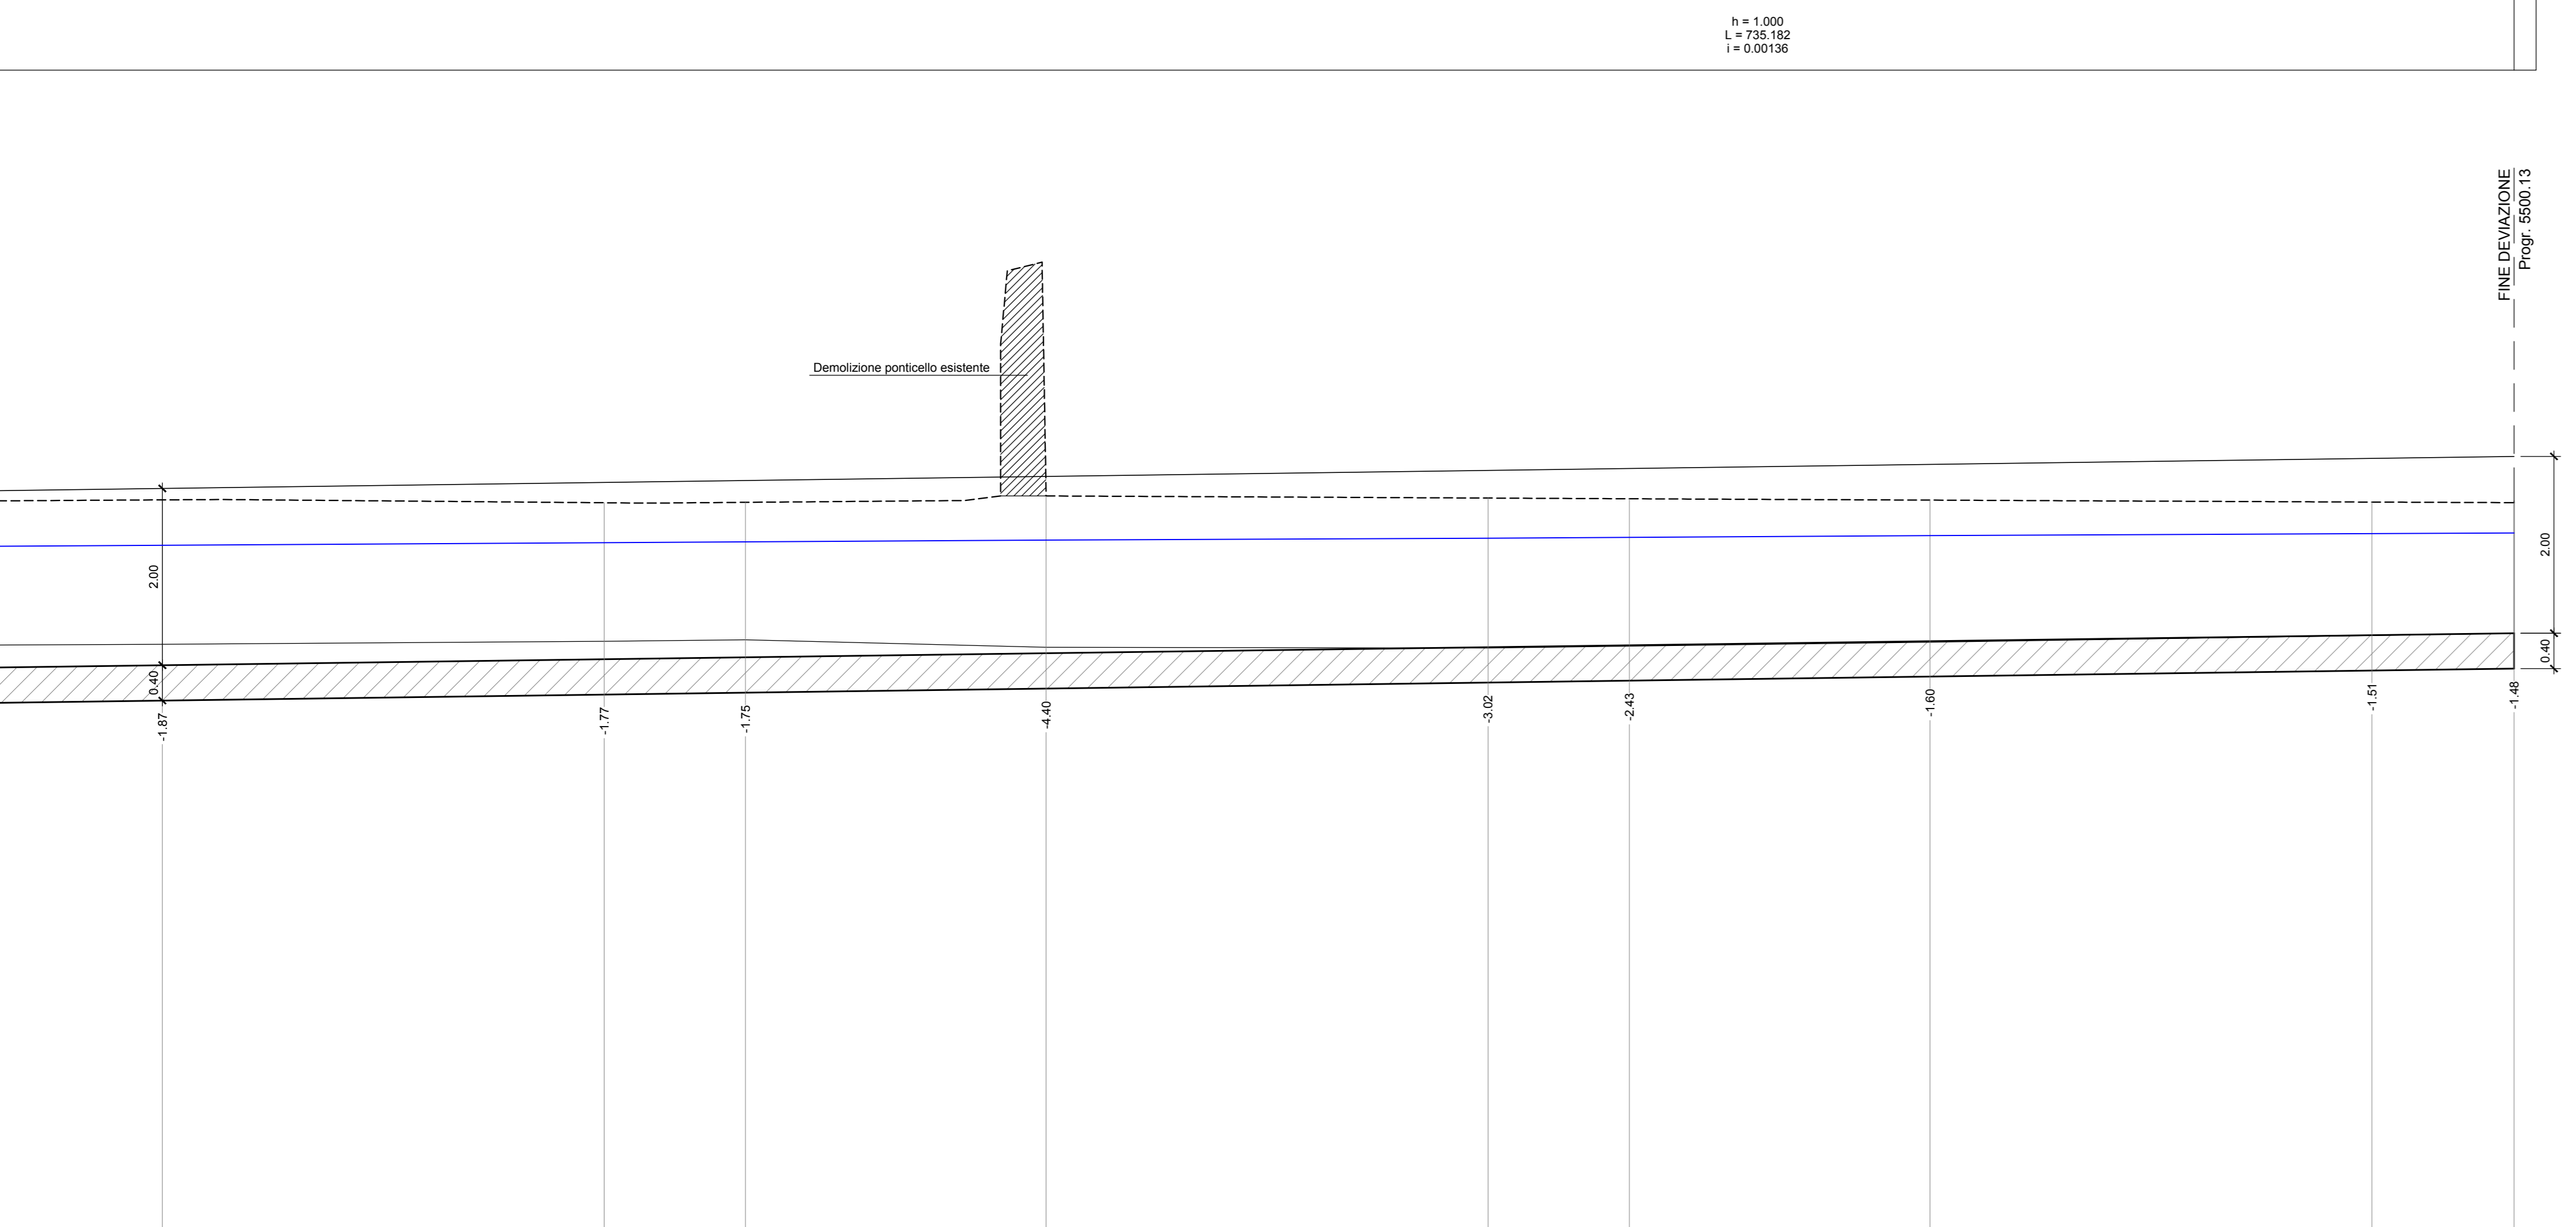 h = 1.000
L = 735.182
i = 0.00136
FINE DEVIAZIONE
Progr. 5500.13
Demolizione ponticello esistente
2.00
2.00
0.40
0.40
-1.87
-1.77
-1.75
-4.40
-3.02
-2.43
-1.60
-1.51
-1.48